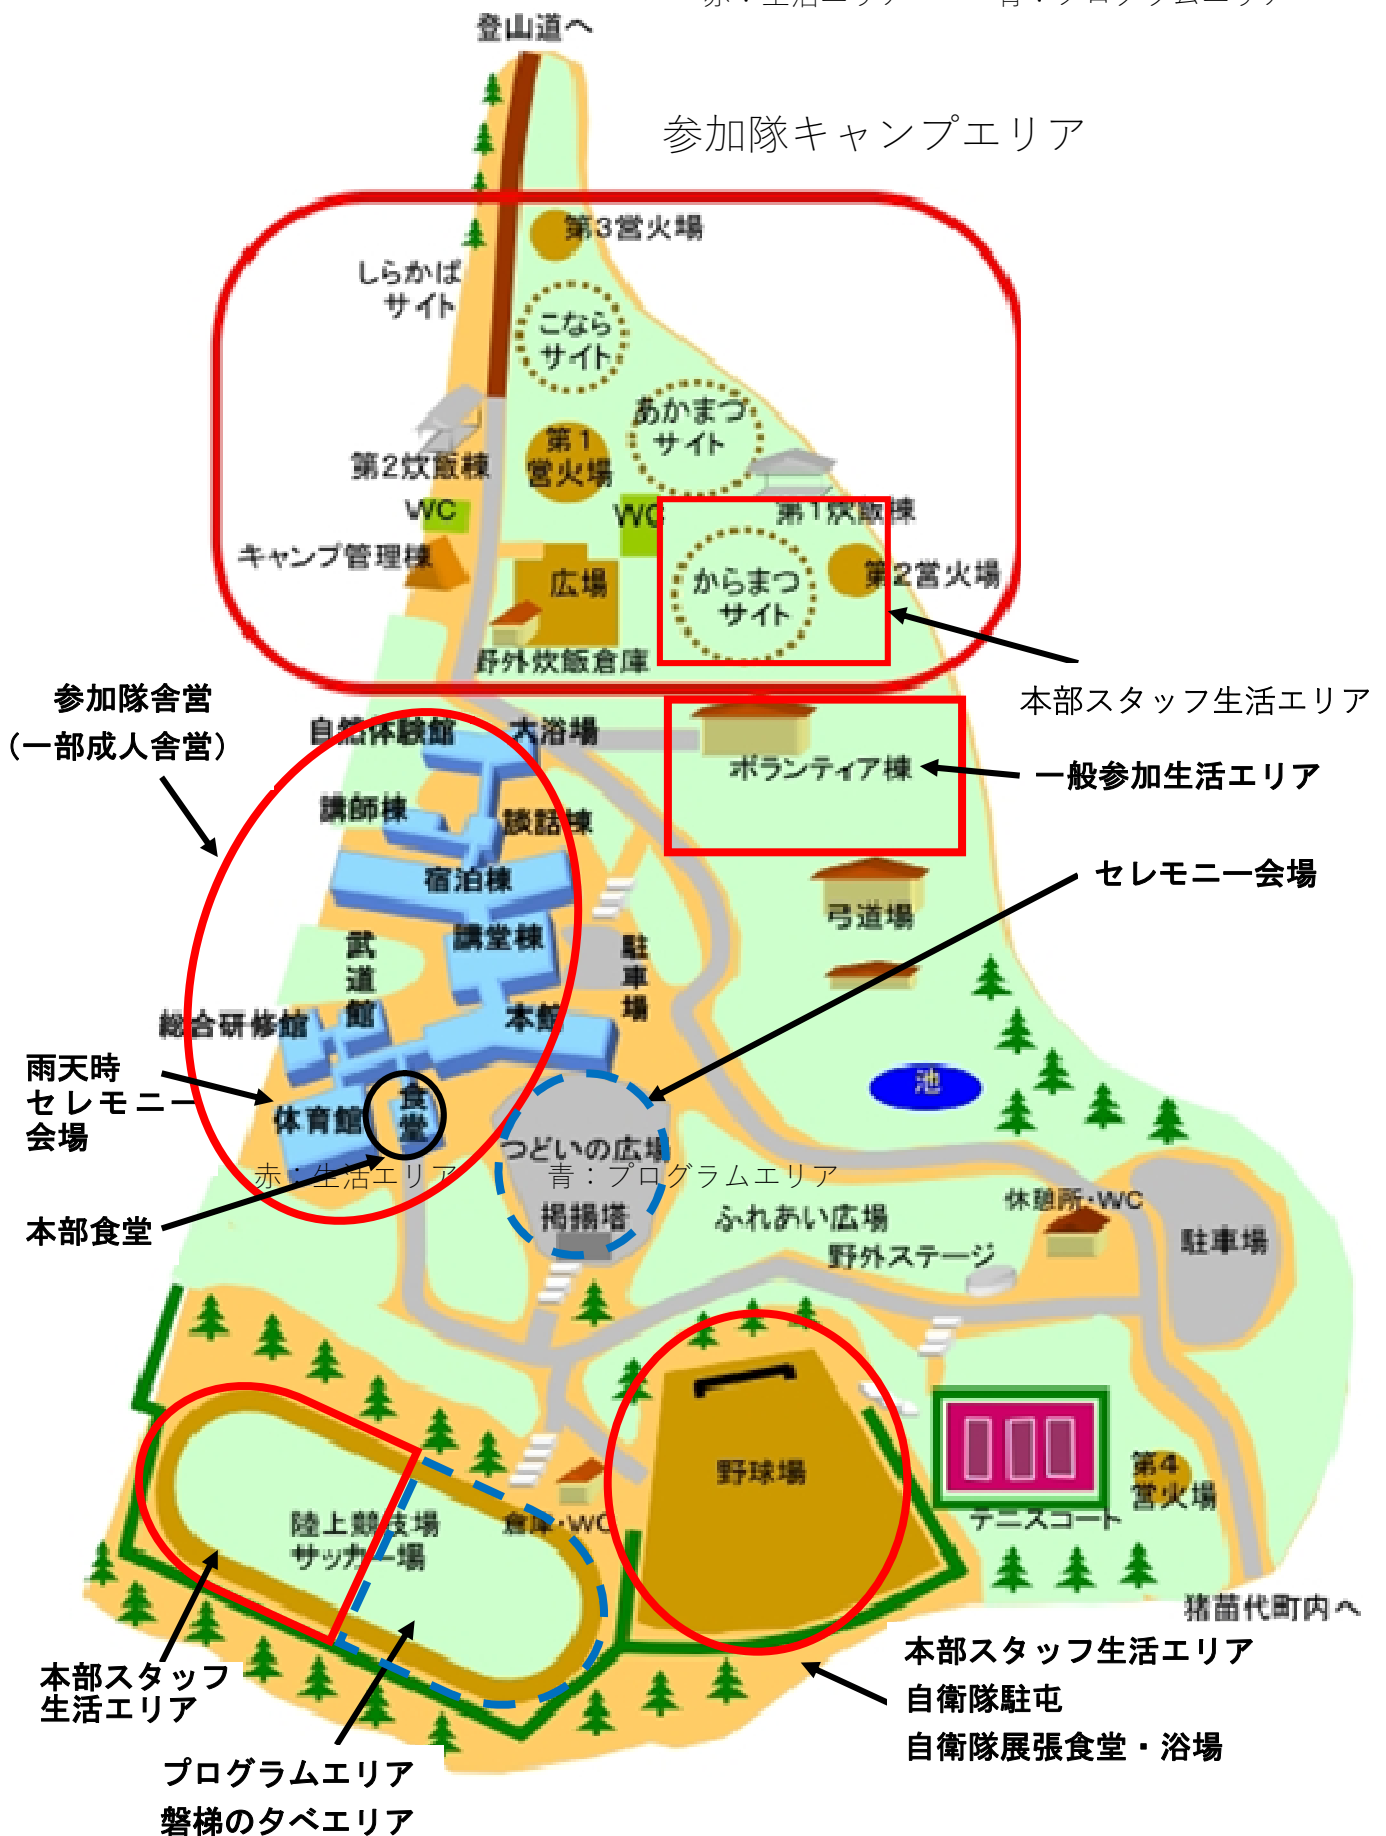 赤：生活エリア　　青：プログラムエリア
登山道へ
参加隊キャンプエリア
第3営火場
しらかば
サイト
こなら
サイト
あかまつ
サイト
第1
営火場
第2炊飯棟
WC
WC
第1炊飯棟
キャンプ管理棟
広場
からまつ
サイト
第2営火場
野外炊飯倉庫
本部スタッフ生活エリア
参加隊舎営
（一部成人舎営）
自然体験館
大浴場
ボランティア棟
一般参加生活エリア
講師棟
談話棟
セレモニー会場
宿泊棟
弓道場
講堂棟
武道館
駐車場
総合研修館
本館
雨天時
セレモニー
会場
池
体育館
食堂
つどいの広場
赤：生活エリア　　青：プログラムエリア
本部食堂
掲揚塔
ふれあい広場
休憩所・WC
野外ステージ
駐車場
野球場
陸上競技場
サッカー場
倉庫・WC
テニスコート
第4
営火場
猪苗代町内へ
本部スタッフ
生活エリア
本部スタッフ生活エリア
自衛隊駐屯
自衛隊展張食堂・浴場
プログラムエリア
磐梯の夕べエリア